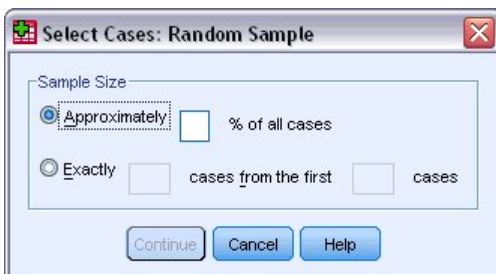 Select Cases: Random Sample
Sample Size
Approximately % of all cases
Exactly cases from the first cases
Continue Cancel Help